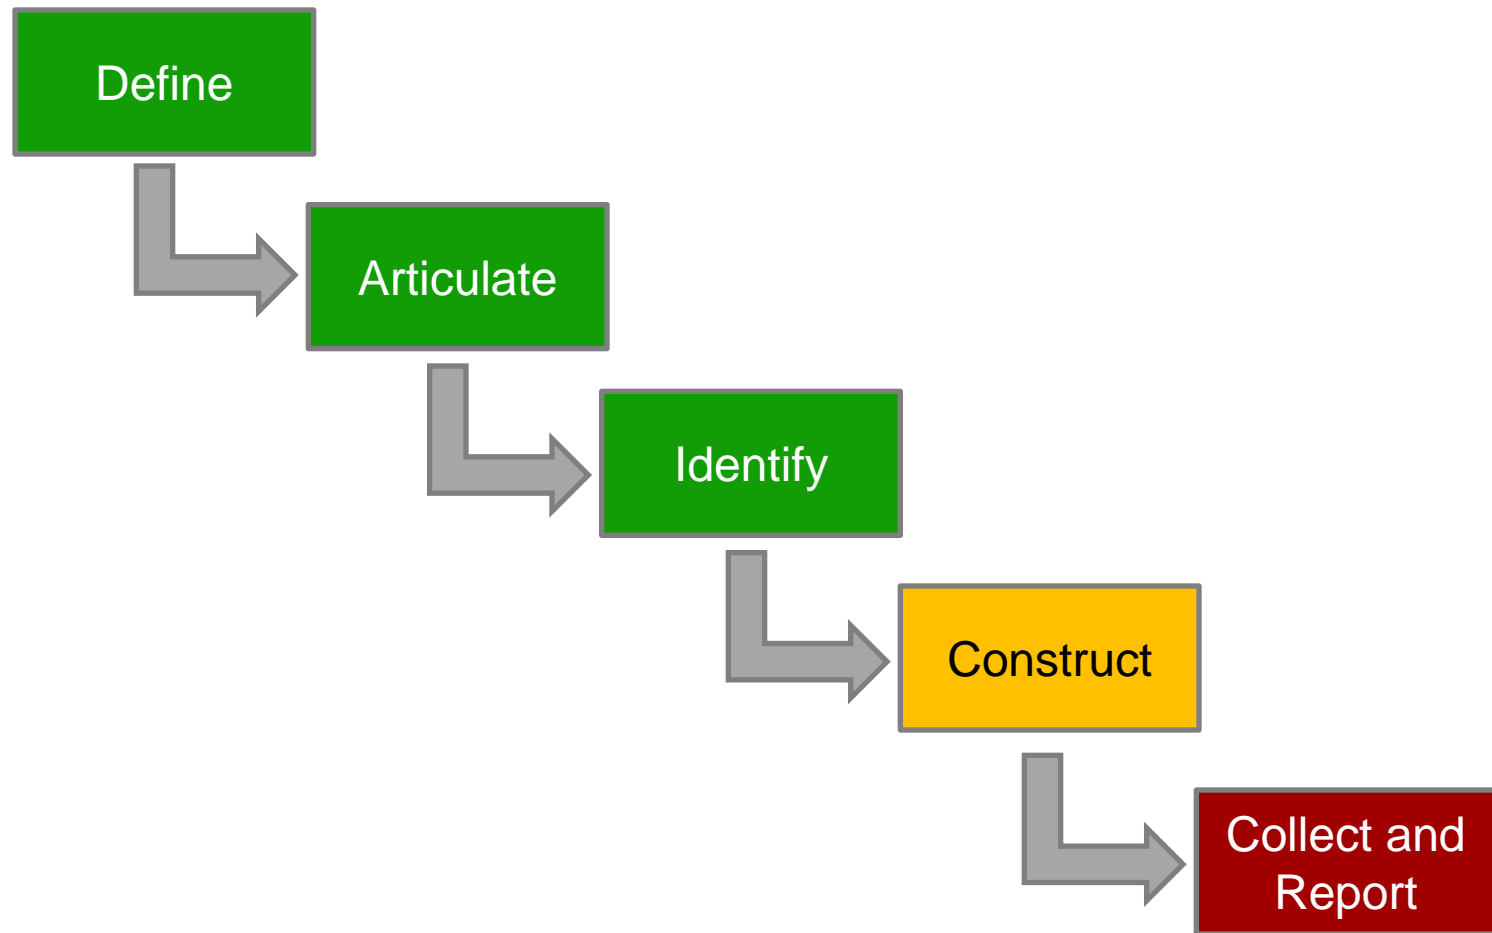 Define
Articulate
Identify
Construct
Collect and
Report